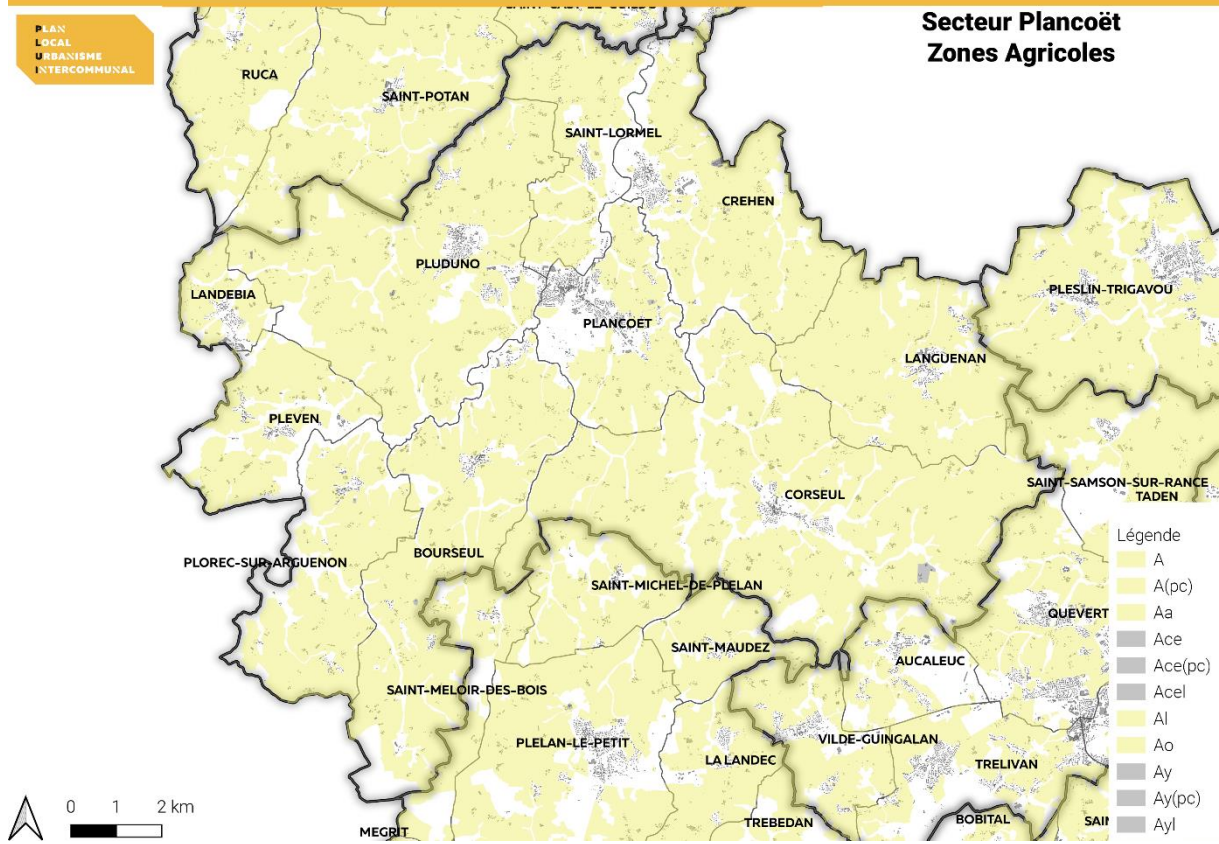 PLAN
LOCAL
URBANISME
INTERCOMMUNAL
Secteur Plancoët
Zones Agricoles
RUCA
SAINT-POTAN
SAINT-LORMEL
CREHEN
PLUDUNO
LANDEBIA
PLANCOET
PLESLIN-TRIGAVOU
LANGUENAN
PLEVEN
CORSEUL
SAINT-SAMSON-SUR-RANCE
TADEN
PLOREC-SUR-ARGUENON
BOURSEUL
SAINT-MICHEL-DE-PLELAN
QUEVERT
SAINT-MAUDEZ
AUCALEUC
SAINT-MELOIR-DES-BOIS
PLELAN-LE-PETIT
VILDE-GUINGALAN
LA LANDEC
TRELIVAN
TREBEDAN
BOBITAL
MEGRIT
Légende
A
A(pc)
Aa
Ace
Ace(pc)
Acel
Al
Ao
Ay
Ay(pc)
Ayl
0 1 2 km